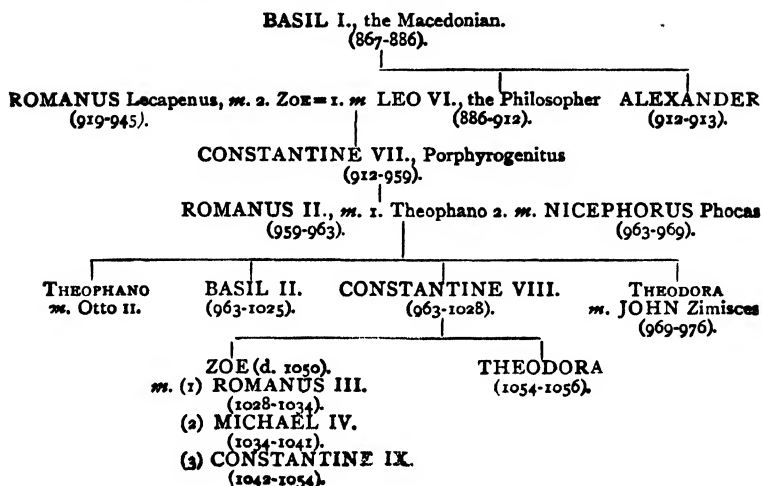 BASIL I., the Macedonian.
(867-886).
ROMANUS Lecapenus, m. 2. ZOE = 1. m LEO VI., the Philosopher ALEXANDER
(919-945). (886-912). (912-913).
CONSTANTINE VII., Porphyrogenitus
(912-959).
ROMANUS II., m. 1. Theophano 2. m. NICEPHORUS Phocas
(959-963). (963-969).
THEOPHANO BASIL II. CONSTANTINE VIII. THEODORA
m. Otto II. (963-1025). (963-1028). m. JOHN Zimisces
(969-976).
ZOE (d. 1050). THEODORA
m. (1) ROMANUS III. (1054-1056).
(1028-1034).
(2) MICHAEL IV.
(1034-1041).
(3) CONSTANTINE IX.
(1042-1054).